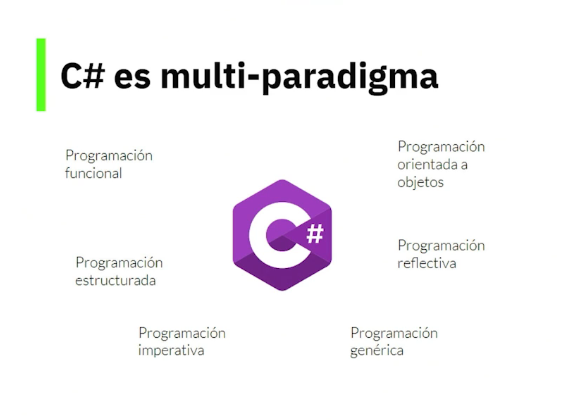 C# es multi-paradigma
Programación
funcional
Programación
orientada a
objetos
C#
Programación
estructurada
Programación
reflectiva
Programación
imperativa
Programación
genérica